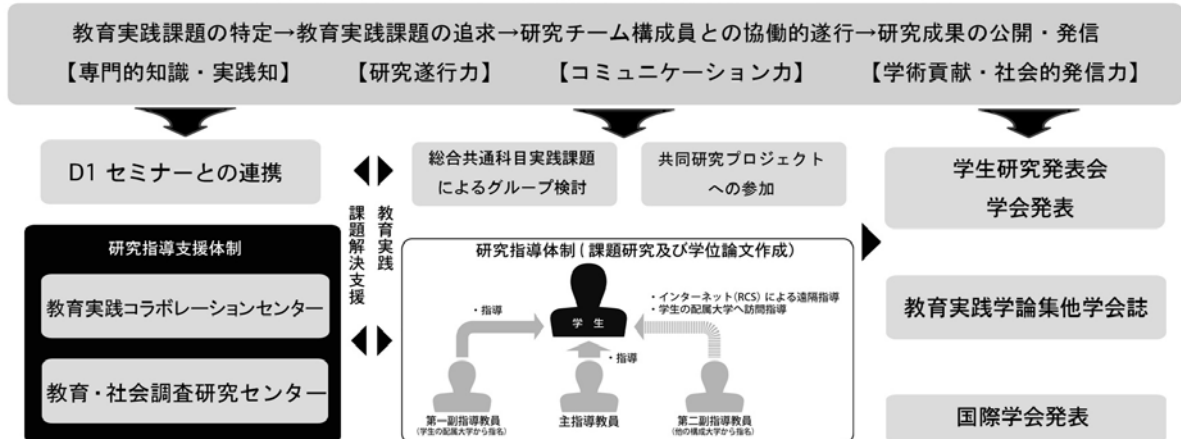 教育実践課題の特定→教育実践課題の追求→研究チーム構成員との協働的遂行→研究成果の公開・発信
【専門的知識・実践知】 【研究遂行力】 【コミュニケーション力】 【学術貢献・社会的発信力】
D1 セミナーとの連携
研究指導支援体制
教育実践コラボレーションセンター
教育・社会調査研究センター
教育実践
課題解決支援
総合共通科目実践課題
によるグループ検討
共同研究プロジェクト
への参加
研究指導体制(課題研究及び学位論文作成)
・インターネット(RCS)による遠隔指導
・学生の配属大学へ訪問指導
・指導
学 生
・指導
第一副指導教員
(学生の配属大学から指名)
主指導教員
第二副指導教員
(他の構成大学から指名)
学生研究発表会
学会発表
教育実践学論集他学会誌
国際学会発表